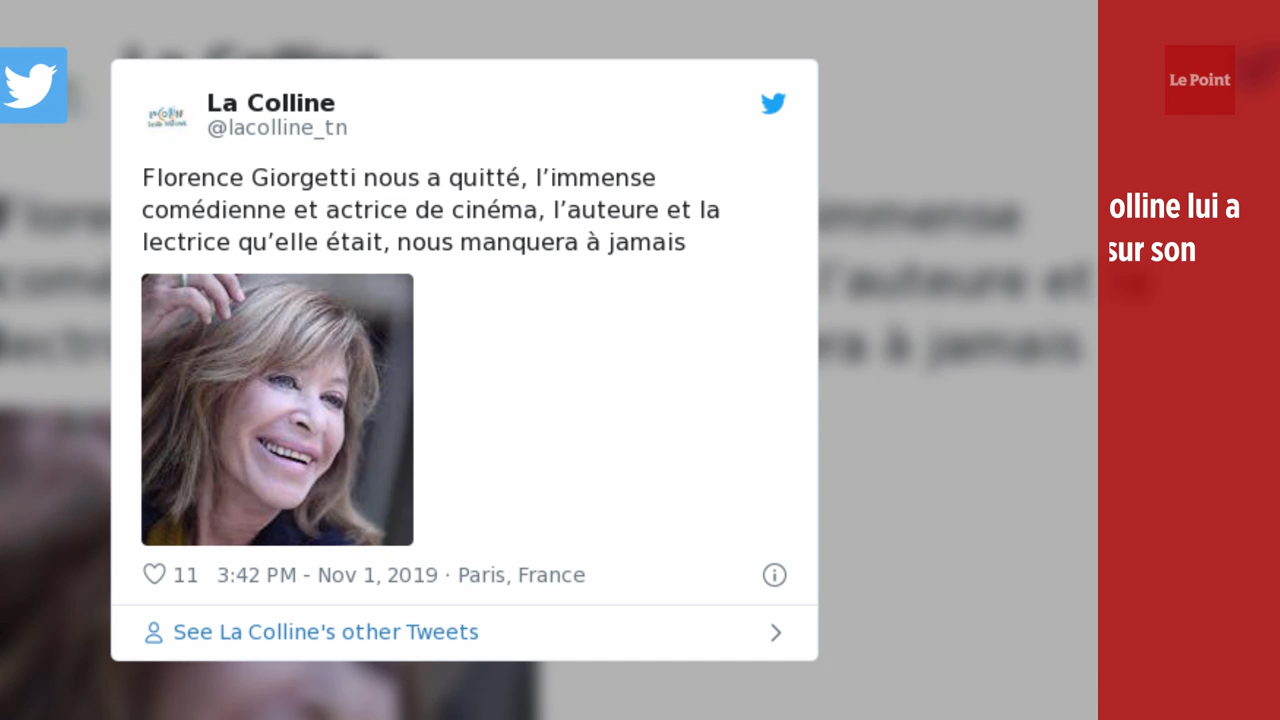 La Colline
@lacolline_tn
Florence Giorgetti nous a quitté, l’immense
comédienne et actrice de cinéma, l’auteure et la
lectrice qu’elle était, nous manquera à jamais
11 3:42 PM - Nov 1, 2019 · Paris, France
See La Colline's other Tweets
Le Point
olline lui a
sur son